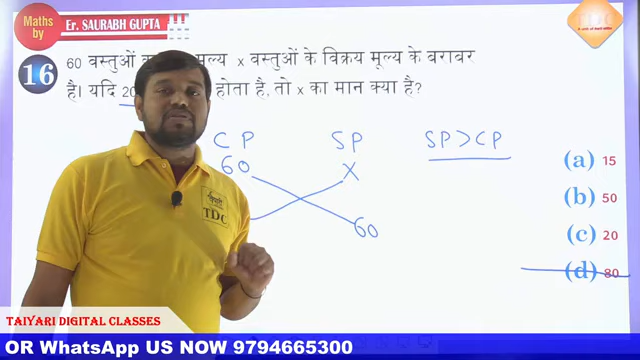 Maths by
Er. SAURABH GUPTA
TDC
16
60 वस्तुओं मूल्य x वस्तुओं के विक्रय मूल्य के बराबर
है। यदि 20 होता है, तो x का मान क्या है?
CP SP SP>CP
60 x
60
(a) 15
(b) 50
(c) 20
(d) 80
TDC
TAIYARI DIGITAL CLASSES
OR WhatsApp US NOW 9794665300